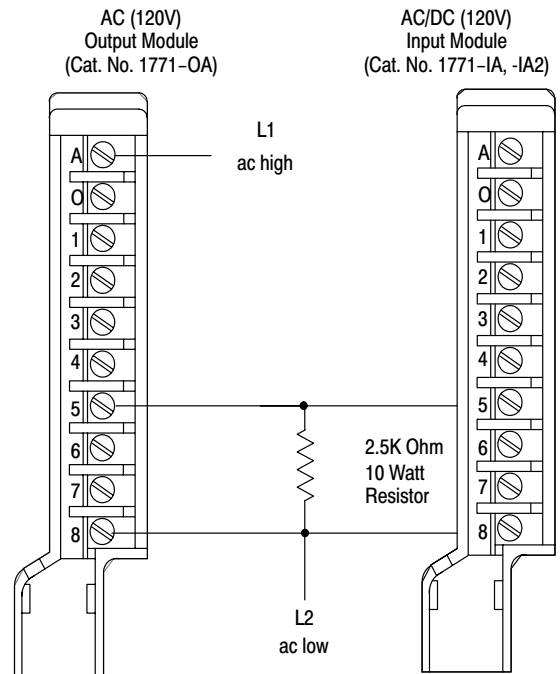 AC (120V)
Output Module
(Cat. No. 1771–OA)
AC/DC (120V)
Input Module
(Cat. No. 1771–IA, -IA2)
L1
ac high
A
0
1
2
3
4
5
6
7
8
2.5K Ohm
10 Watt
Resistor
L2
ac low
A
0
1
2
3
4
5
6
7
8